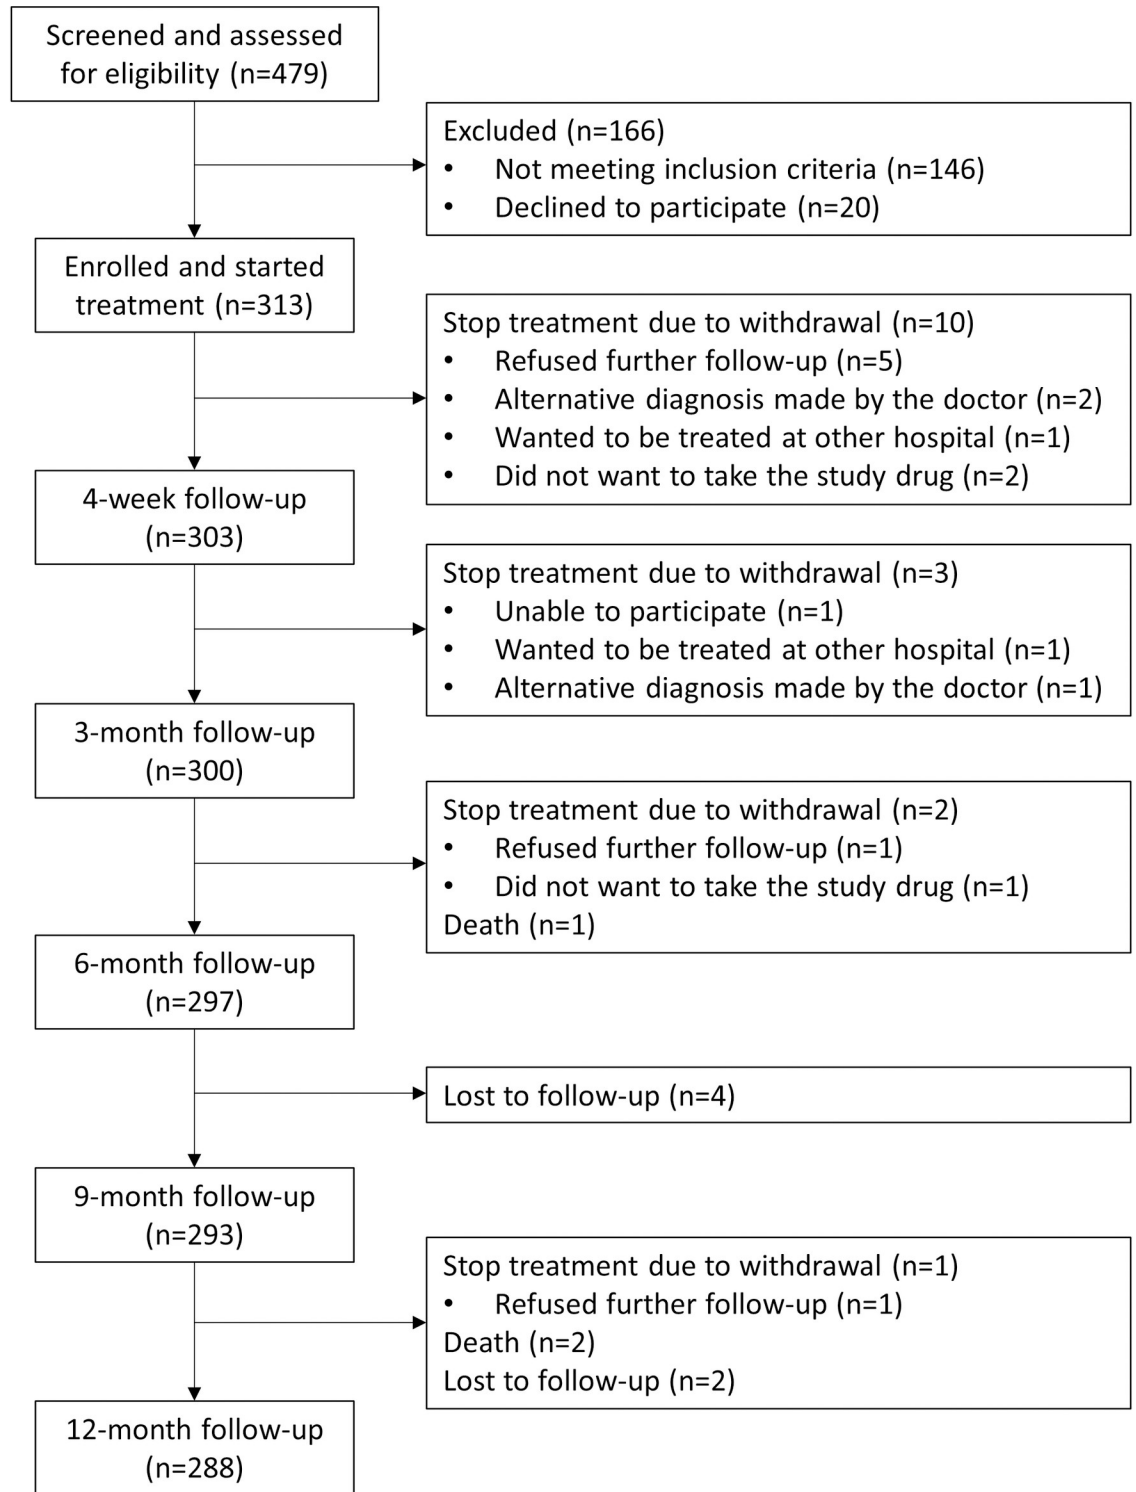 Screened and assessed
for eligibility (n=479)
Excluded (n=166)
• Not meeting inclusion criteria (n=146)
• Declined to participate (n=20)
Enrolled and started
treatment (n=313)
Stop treatment due to withdrawal (n=10)
• Refused further follow-up (n=5)
• Alternative diagnosis made by the doctor (n=2)
• Wanted to be treated at other hospital (n=1)
• Did not want to take the study drug (n=2)
4-week follow-up
(n=303)
Stop treatment due to withdrawal (n=3)
• Unable to participate (n=1)
• Wanted to be treated at other hospital (n=1)
• Alternative diagnosis made by the doctor (n=1)
3-month follow-up
(n=300)
Stop treatment due to withdrawal (n=2)
• Refused further follow-up (n=1)
• Did not want to take the study drug (n=1)
Death (n=1)
6-month follow-up
(n=297)
Lost to follow-up (n=4)
9-month follow-up
(n=293)
Stop treatment due to withdrawal (n=1)
• Refused further follow-up (n=1)
Death (n=2)
Lost to follow-up (n=2)
12-month follow-up
(n=288)